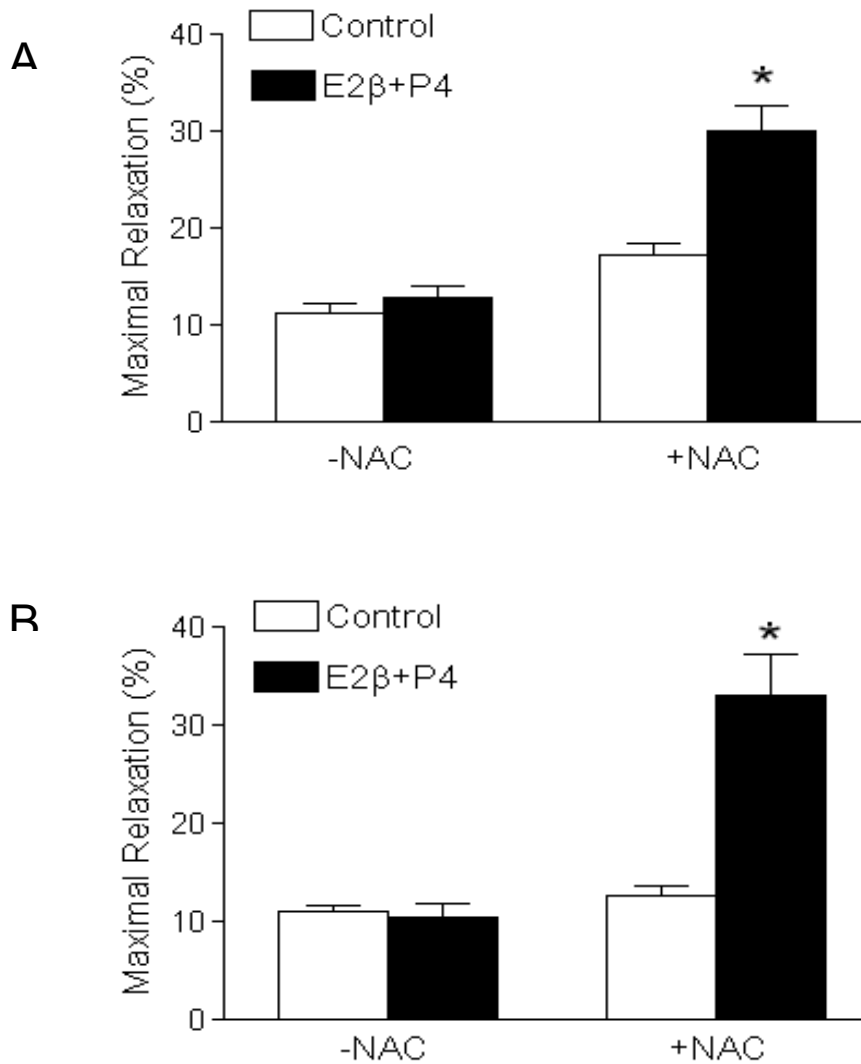 A
Control
E2β+P4
Maximal Relaxation (%)
40
30
20
10
0
*
-NAC +NAC
B
Control
E2β+P4
Maximal Relaxation (%)
40
30
20
10
0
*
-NAC +NAC